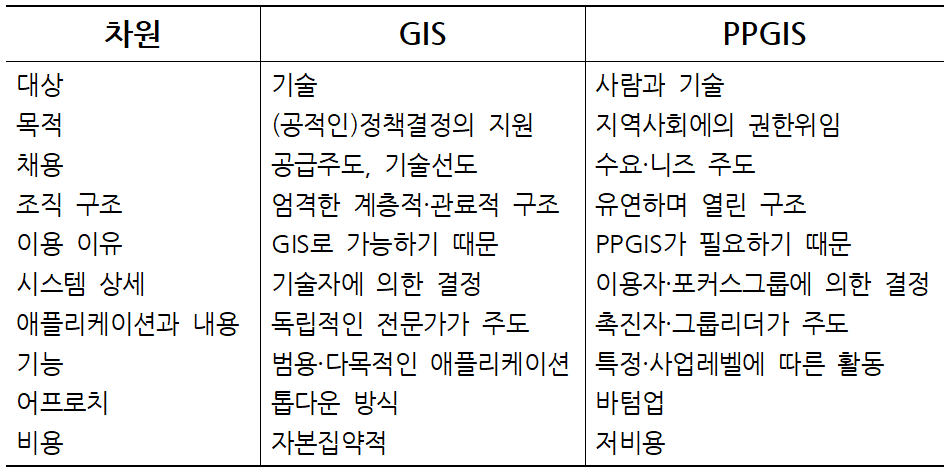 차원 GIS PPGIS
대상 기술 사람과 기술
목적 (공적인)정책결정의 지원 지역사회에의 권한위임
채용 공급주도, 기술선도 수요·니즈 주도
조직 구조 엄격한 계층적·관료적 구조 유연하며 열린 구조
이용 이유 GIS로 가능하기 때문 PPGIS가 필요하기 때문
시스템 상세 기술자에 의한 결정 이용자·포커스그룹에 의한 결정
애플리케이션과 내용 독립적인 전문가가 주도 촉진자·그룹리더가 주도
기능 범용·다목적인 애플리케이션 특정·사업레벨에 따른 활동
어프로치 톱다운 방식 바텀업
비용 자본집약적 저비용